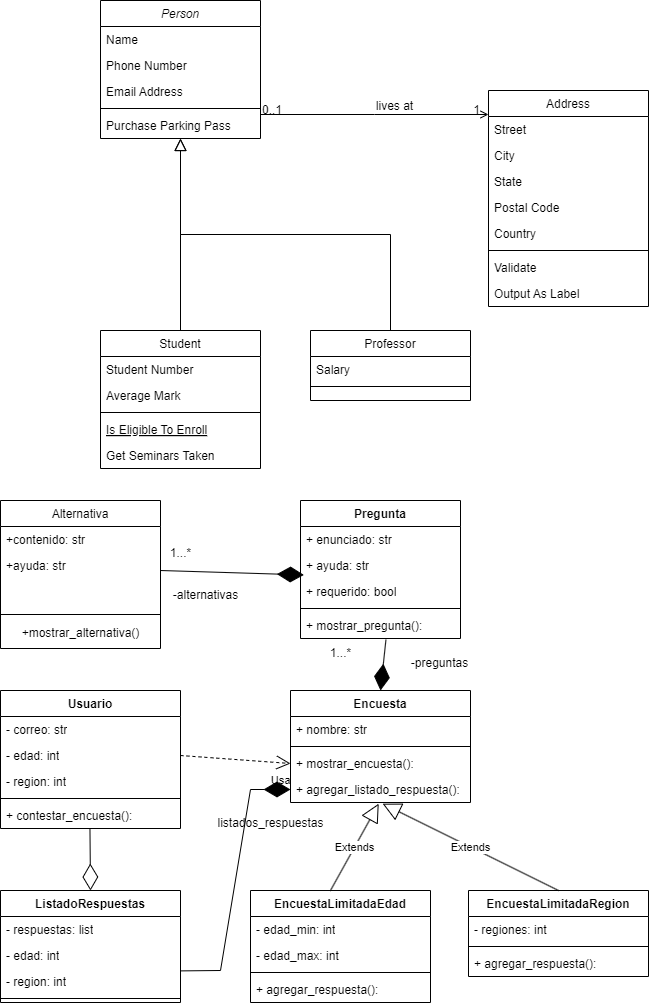 Person
Name
Phone Number
Email Address
Purchase Parking Pass
0..1
lives at
1
Address
Street
City
State
Postal Code
Country
Validate
Output As Label
Student
Student Number
Average Mark
Is Eligible To Enroll
Get Seminars Taken
Professor
Salary
Alternativa
+contenido: str
+ayuda: str
+mostrar_alternativa()
1...*
-alternativas
Pregunta
+ enunciado: str
+ ayuda: str
+ requerido: bool
+ mostrar_pregunta():
1...*
-preguntas
Usuario
- correo: str
- edad: int
- region: int
+ contestar_encuesta():
Usa
Encuesta
+ nombre: str
+ mostrar_encuesta():
+ agregar_listado_respuesta():
listados_respuestas
Extends
Extends
ListadoRespuestas
- respuestas: list
- edad: int
- region: int
EncuestaLimitadaEdad
- edad_min: int
- edad_max: int
+ agregar_respuesta():
EncuestaLimitadaRegion
- regiones: int
+ agregar_respuesta():